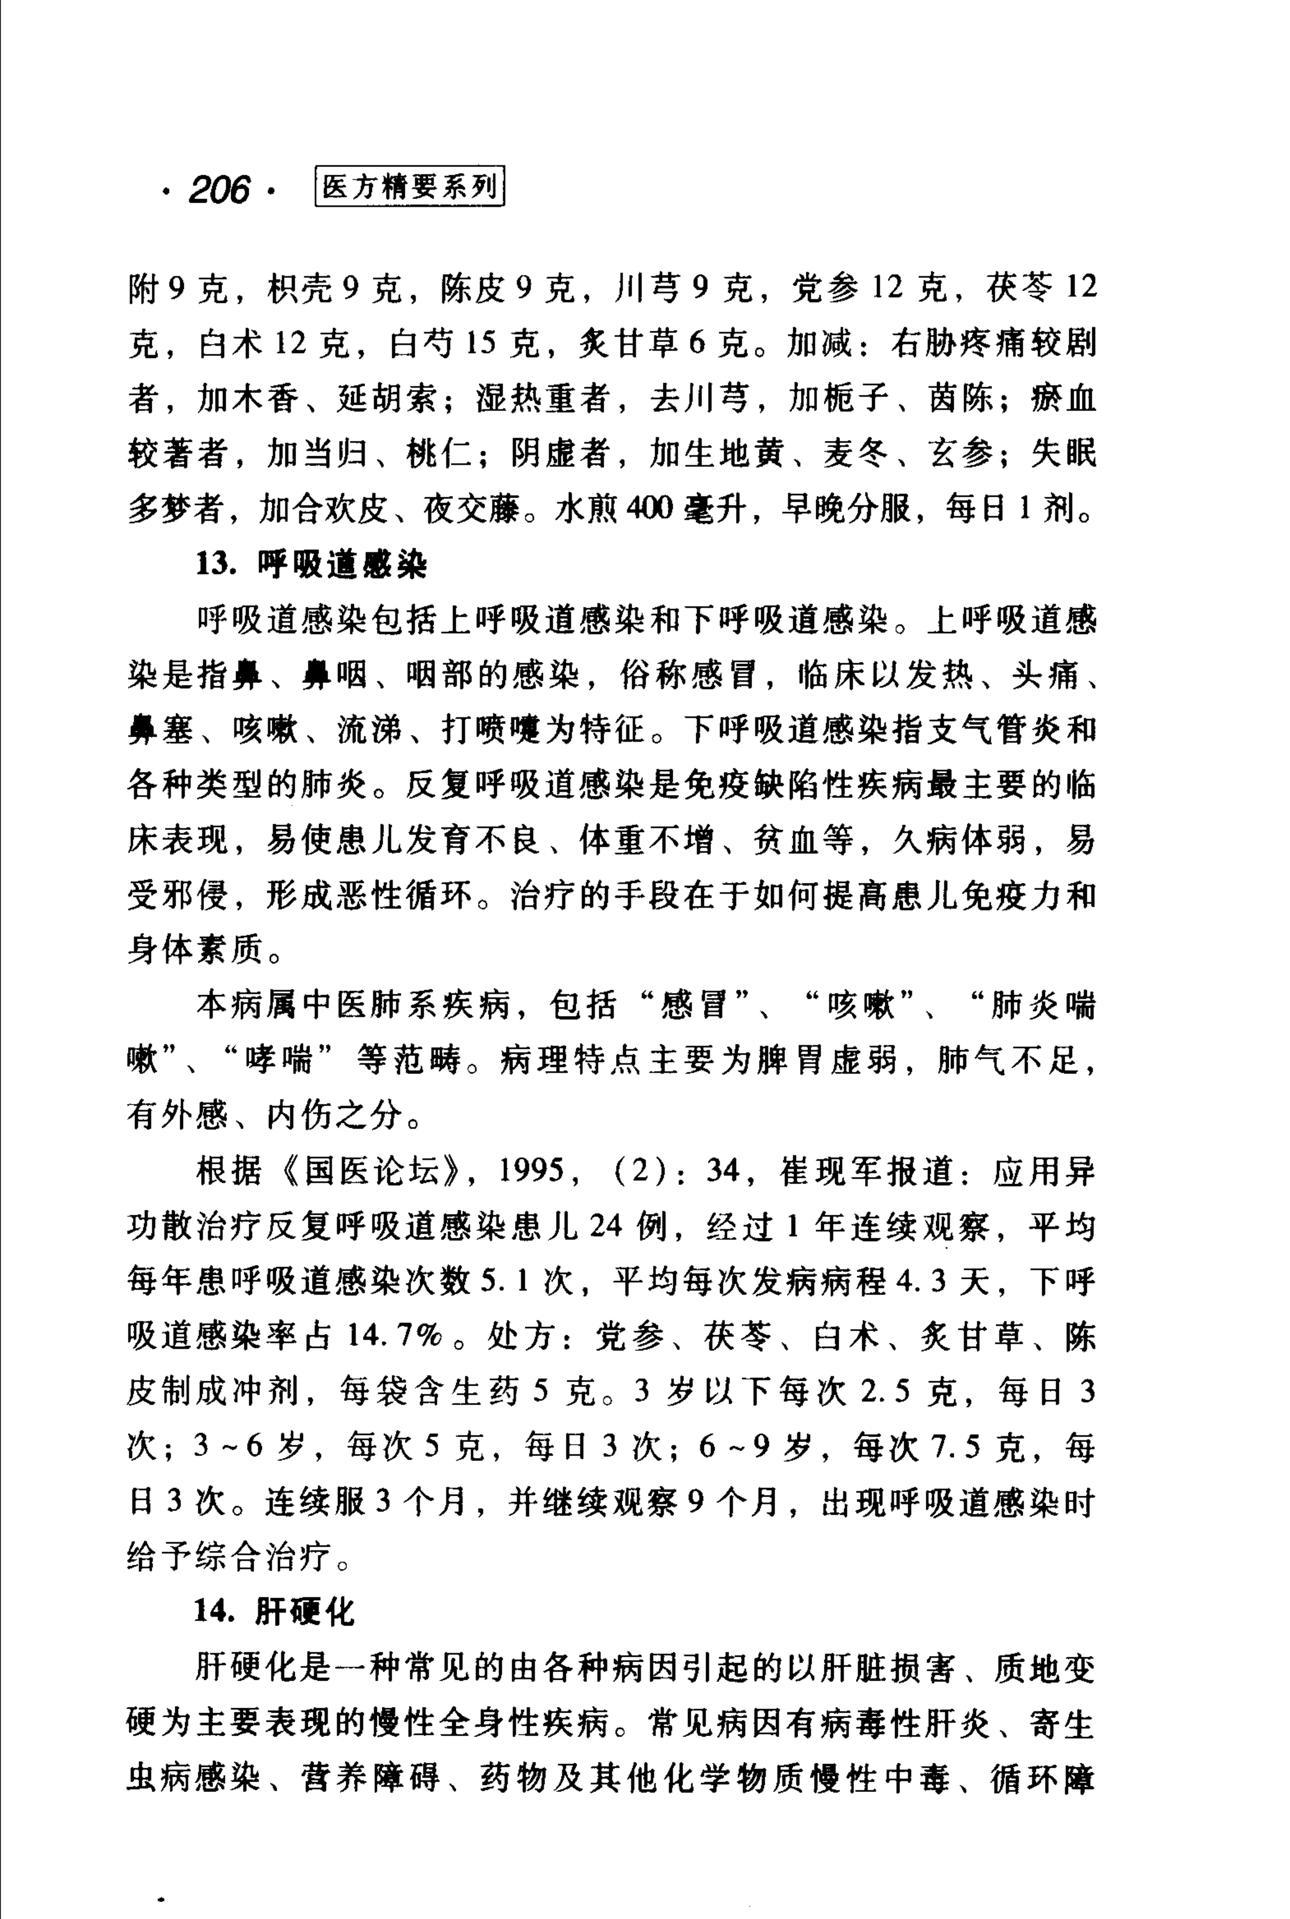 ·206· 医方精要系列
附9克，枳壳9克，陈皮9克，川芎9克，党参12克，茯苓12
克，白术12克，白芍15克，炙甘草6克。加减：右胁疼痛较剧
者，加木香、延胡索；湿热重者，去川芎，加栀子、茵陈；瘀血
较著者，加当归、桃仁；阴虚者，加生地黄、麦冬、玄参；失眠
多梦者，加合欢皮、夜交藤。水煎400毫升，早晚分服，每日1剂。
13. 呼吸道感染
呼吸道感染包括上呼吸道感染和下呼吸道感染。上呼吸道感
染是指鼻、鼻咽、咽部的感染，俗称感冒，临床以发热、头痛、
鼻塞、咳嗽、流涕、打喷嚏为特征。下呼吸道感染指支气管炎和
各种类型的肺炎。反复呼吸道感染是免疫缺陷性疾病最主要的临
床表现，易使患儿发育不良、体重不增、贫血等，久病体弱，易
受邪侵，形成恶性循环。治疗的手段在于如何提高患儿免疫力和
身体素质。
本病属中医肺系疾病，包括“感冒”、“咳嗽”、“肺炎喘
嗽”、“哮喘”等范畴。病理特点主要为脾胃虚弱，肺气不足，
有外感、内伤之分。
根据《国医论坛》，1995，(2)：34，崔现军报道：应用异
功散治疗反复呼吸道感染患儿24例，经过1年连续观察，平均
每年患呼吸道感染次数5.1次，平均每次发病病程4.3天，下呼
吸道感染率占14.7%。处方：党参、茯苓、白术、炙甘草、陈
皮制成冲剂，每袋含生药5克。3岁以下每次2.5克，每日3
次；3~6岁，每次5克，每日3次；6~9岁，每次7.5克，每
日3次。连续服3个月，并继续观察9个月，出现呼吸道感染时
给予综合治疗。
14. 肝硬化
肝硬化是一种常见的由各种病因引起的以肝脏损害、质地变
硬为主要表现的慢性全身性疾病。常见病因有病毒性肝炎、寄生
虫病感染、营养障碍、药物及其他化学物质慢性中毒、循环障